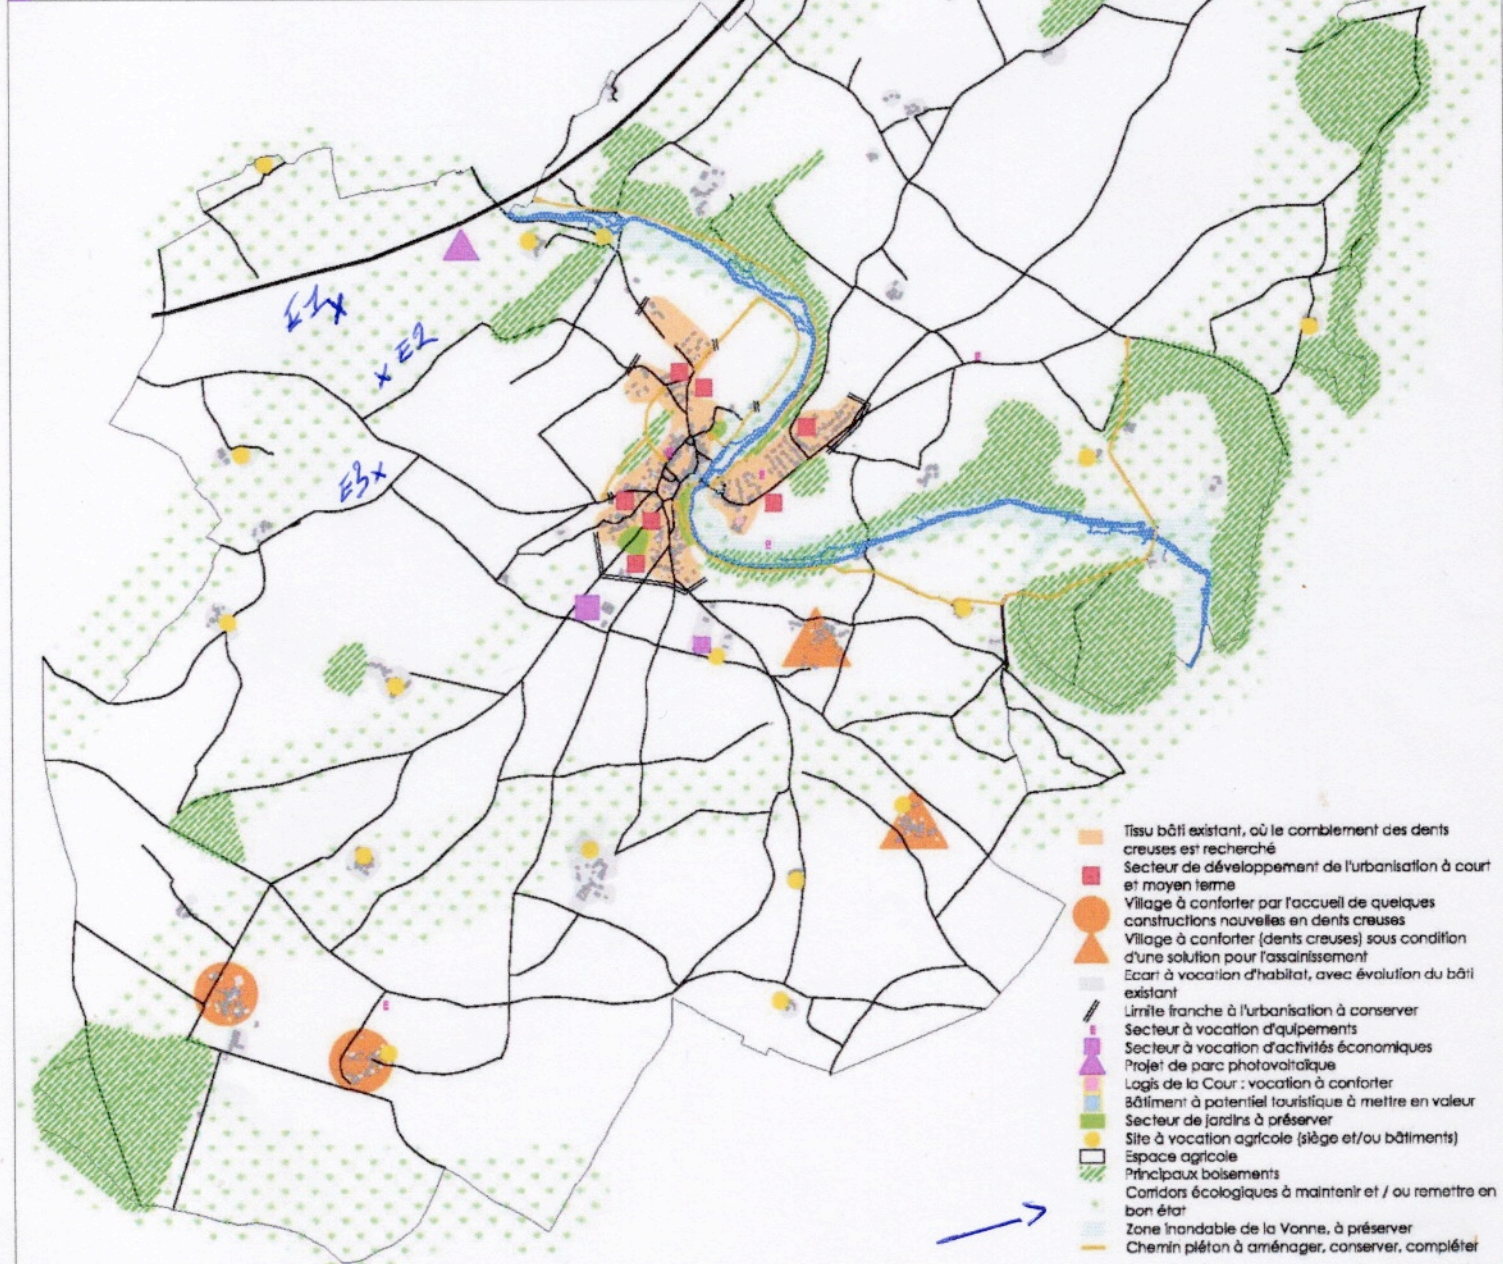 E1x
x E2
E3x
Tissu bâti existant, où le comblement des dents
creuses est recherché
Secteur de développement de l'urbanisation à court
et moyen terme
Village à conforter par l'accueil de quelques
constructions nouvelles en dents creuses
Village à conforter (dents creuses) sous condition
d'une solution pour l'assainissement
Ecart à vocation d'habitat, avec évolution du bâti
existant
Limite franche à l'urbanisation à conserver
E Secteur à vocation d'quipements
Secteur à vocation d'activités économiques
Projet de parc photovoltaïque
Logis de la Cour : vocation à conforter
Bâtiment à potentiel touristique à mettre en valeur
Secteur de jardins à préserver
Site à vocation agricole (siège et/ou bâtiments)
Espace agricole
Principaux boisements
Corridors écologiques à maintenir et / ou remettre en
bon état
Zone inondable de la Vonne, à préserver
Chemin piéton à aménager, conserver, compléter